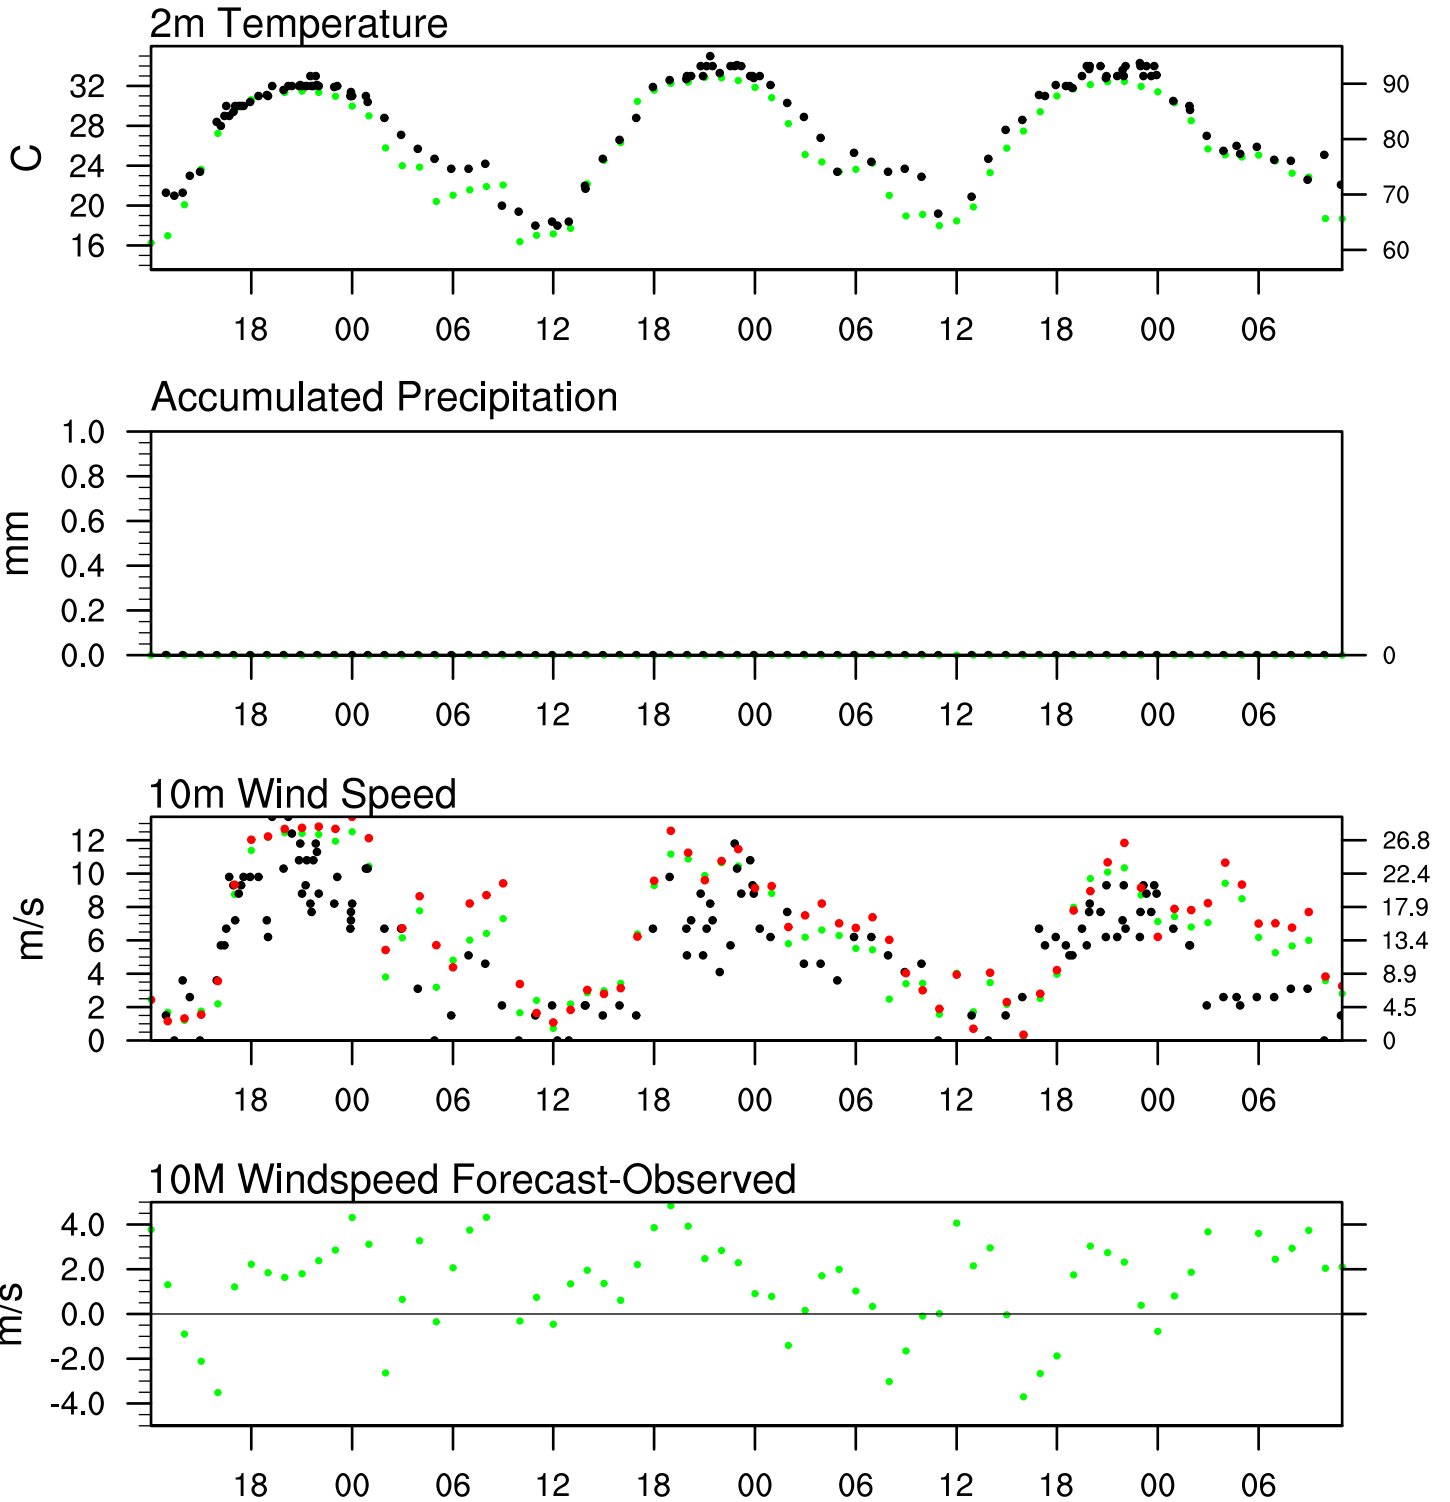 2m Temperature
C
32
28
24
20
16
90
80
70
60
18 00 06 12 18 00 06 12 18 00 06
Accumulated Precipitation
mm
1.0
0.8
0.6
0.4
0.2
0.0
0
18 00 06 12 18 00 06 12 18 00 06
10m Wind Speed
m/s
12
10
8
6
4
2
0
26.8
22.4
17.9
13.4
8.9
4.5
0
18 00 06 12 18 00 06 12 18 00 06
10M Windspeed Forecast-Observed
m/s
4.0
2.0
0.0
-2.0
-4.0
18 00 06 12 18 00 06 12 18 00 06